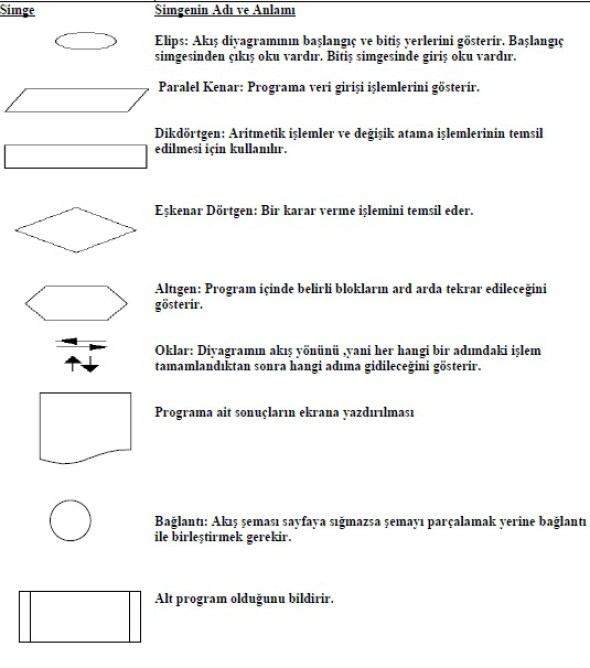 Simge Simgenin Adı ve Anlamı
Elips: Akış diyagramının başlangıç ve bitiş yerlerini gösterir. Başlangıç
simgesinden çıkış oku vardır. Bitiş simgesinde giriş oku vardır.
Paralel Kenar: Programa veri girişi işlemlerini gösterir.
Dikdörtgen: Aritmetik işlemler ve değişik atama işlemlerinin temsil
edilmesi için kullanılır.
Eşkenar Dörtgen: Bir karar verme işlemini temsil eder.
Altıgen: Program içinde belirli blokların ard arda tekrar edileceğini
gösterir.
Oklar: Diyagramın akış yönünü ,yani her hangi bir adımdaki işlem
tamamlandıktan sonra hangi adıma gidileceğini gösterir.
Programa ait sonuçların ekrana yazdırılması
Bağlantı: Akış şeması sayfaya sığmazsa şemayı parçalamak yerine bağlantı
ile birleştirmek gerekir.
Alt program olduğunu bildirir.